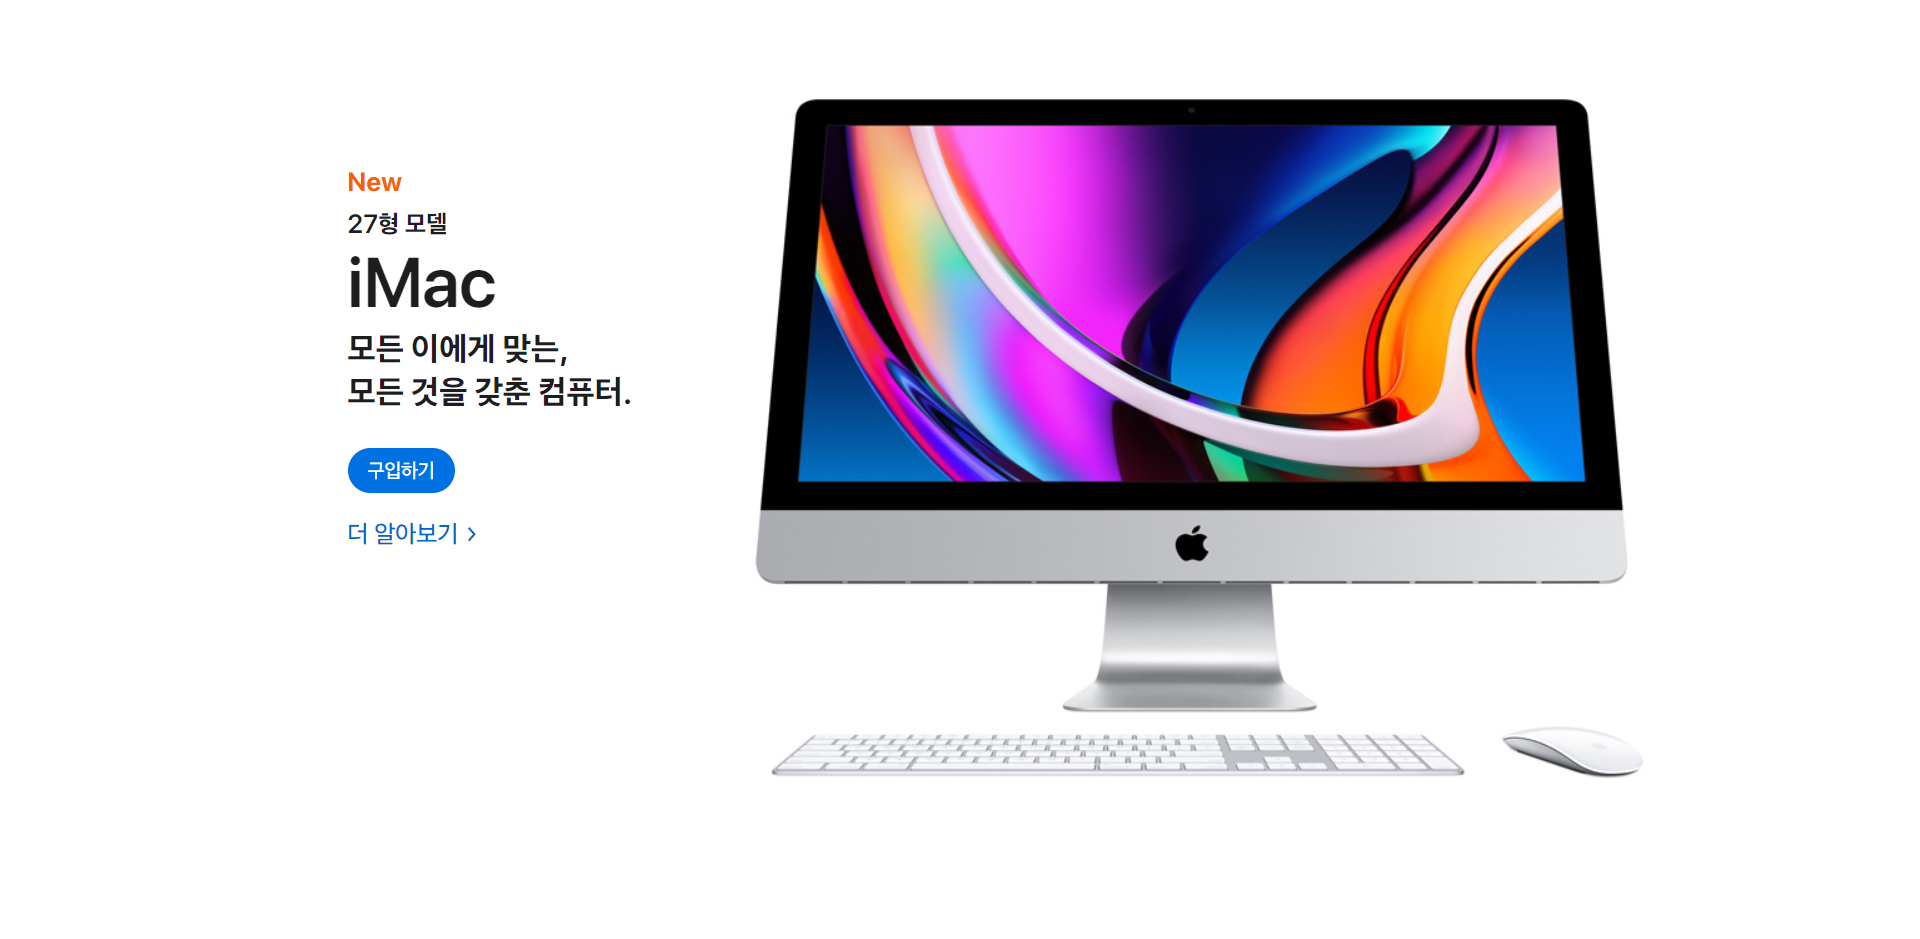 New
27형 모델
iMac
모든 이에게 맞는,
모든 것을 갖춘 컴퓨터.
구입하기
더 알아보기 >